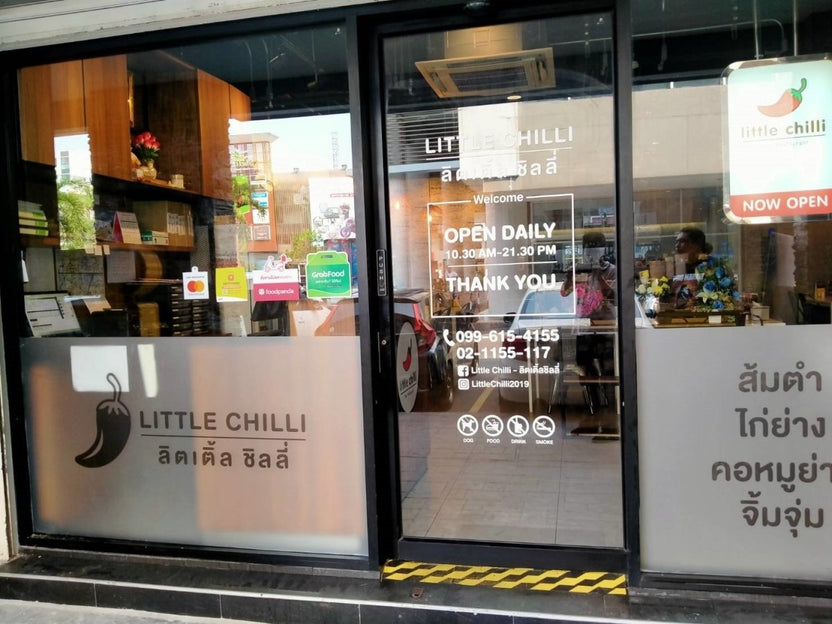 LITTLE CHILLI
ลิตเติ้ล ชิลลี่
Welcome
OPEN DAILY
10.30 AM-21.30 PM
THANK YOU
099-615-4155
02-1155-117
Little Chilli - ลิตเติ้ลชิลลี่
LittleChilli2019
DOG FOOD DRINK SMOKE
PUSH
mastercard
foodpanda
GrabFood
LITTLE CHILLI
ลิตเติ้ล ชิลลี่
little chilli
NOW OPEN
ส้มตำ
ไก่ย่าง
คอหมูย่า
จิ้มจุ่ม